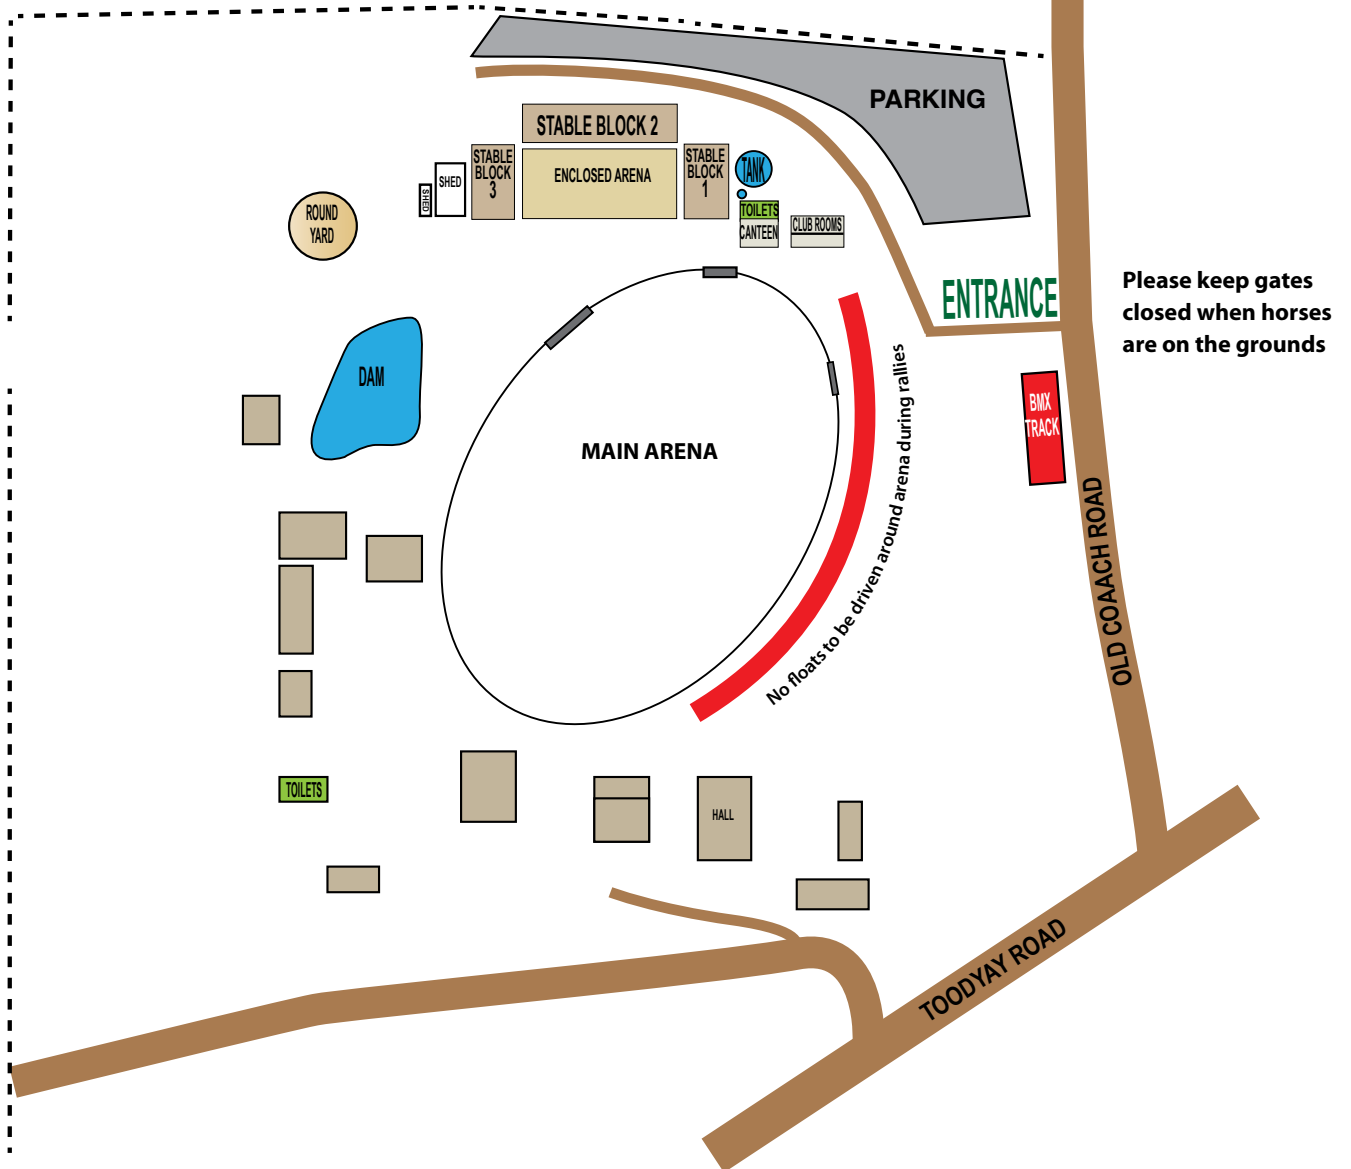 PARKING
STABLE BLOCK 2
STABLE
BLOCK
3
ENCLOSED ARENA
STABLE
BLOCK
1
TANK
SHED
SHED
TOILETS
CANTEEN
CLUB ROOMS
ROUND
YARD
ENTRANCE
Please keep gates
closed when horses
are on the grounds
DAM
MAIN ARENA
No floats to be driven around arena during rallies
BMX
TRACK
OLD COAACH ROAD
TOILETS
HALL
TOODYAY ROAD